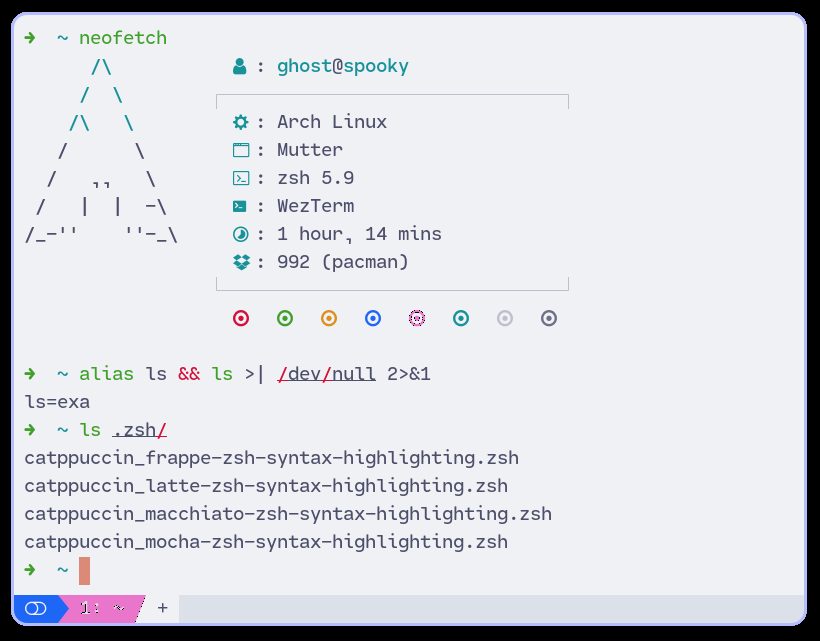 ➜  ~ neofetch
ghost@spooky
: Arch Linux
: Mutter
: zsh 5.9
: WezTerm
: 1 hour, 14 mins
: 992 (pacman)
➜  ~ alias ls && ls >| /dev/null 2>&1
ls=exa
➜  ~ ls .zsh/
catppuccin_frappe-zsh-syntax-highlighting.zsh
catppuccin_latte-zsh-syntax-highlighting.zsh
catppuccin_macchiato-zsh-syntax-highlighting.zsh
catppuccin_mocha-zsh-syntax-highlighting.zsh
➜  ~
1: ~ +